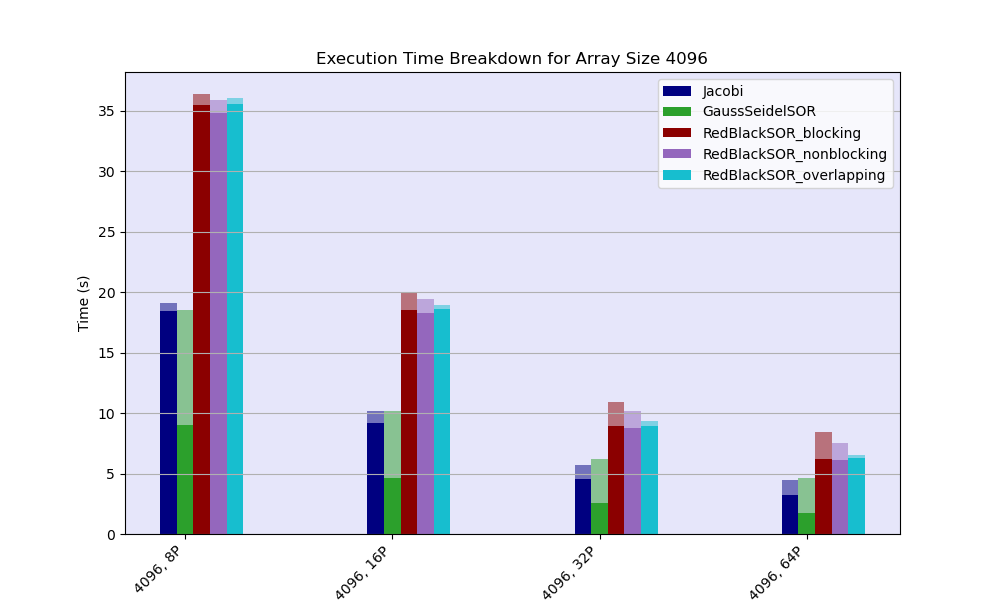 Execution Time Breakdown for Array Size 4096
Time (s)
35
30
25
20
15
10
5
0
Jacobi
GaussSeidelSOR
RedBlackSOR_blocking
RedBlackSOR_nonblocking
RedBlackSOR_overlapping
4096, 8P
4096, 16P
4096, 32P
4096, 64P